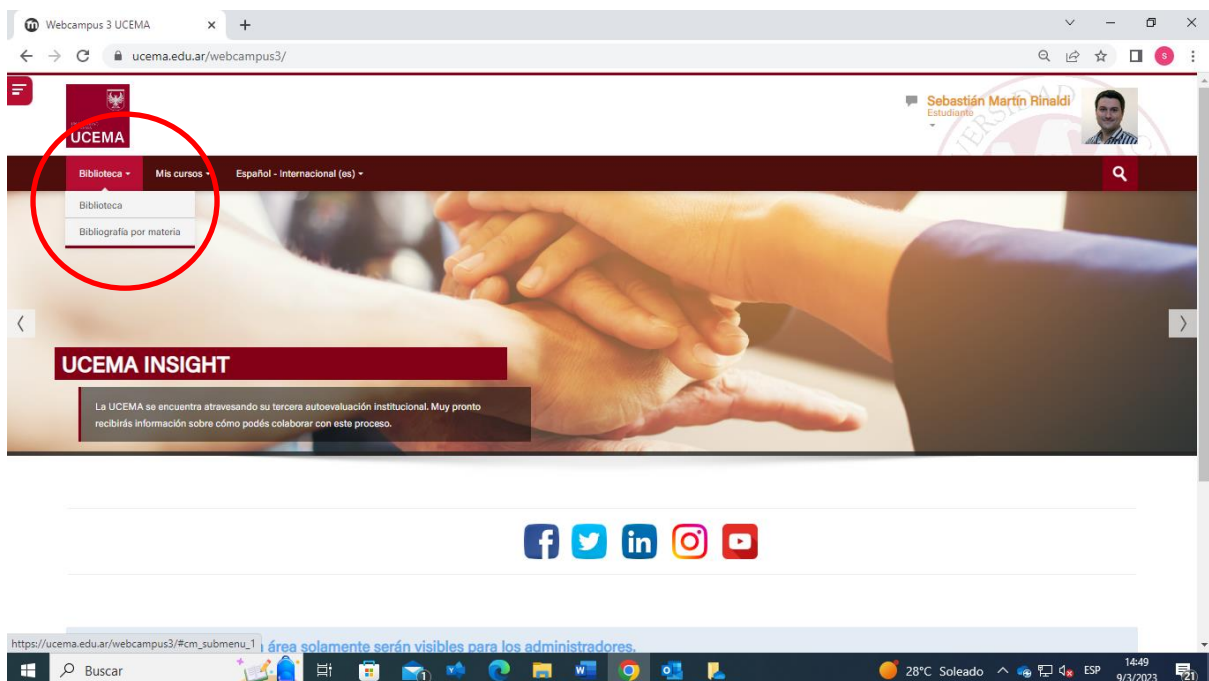 Webcampus 3 UCEMA
ucema.edu.ar/webcampus3/
UCEMA
Sebastián Martín Rinaldi
Estudiante
Biblioteca
Mis cursos
Español - Internacional (es)
Biblioteca
Bibliografía por materia
UCEMA INSIGHT
La UCEMA se encuentra atravesando su tercera autoevaluación institucional. Muy pronto
recibirás información sobre cómo podés colaborar con este proceso.
área solamente serán visibles para los administradores.
https://ucema.edu.ar/webcampus3/#cm_submenu_1
Buscar
28°C Soleado
ESP
14:49
9/3/2023
21